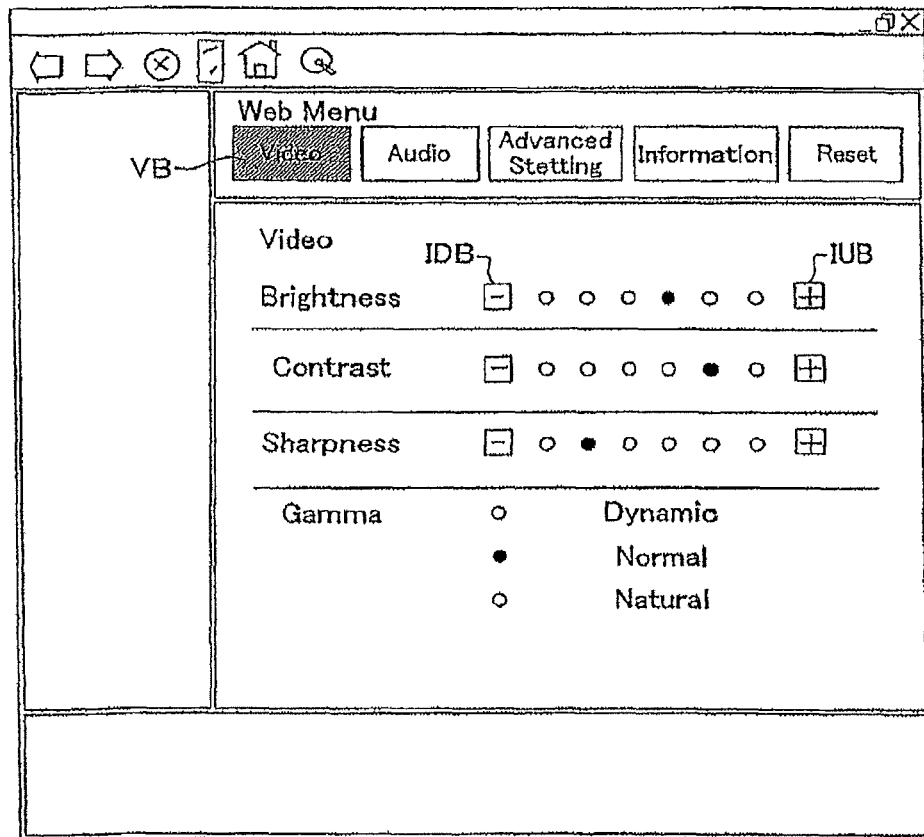 Web Menu
VB Video Audio Advanced Stetting Information Reset
Video
IDB IUB
Brightness - +
Contrast - +
Sharpness - +
Gamma Dynamic
Normal
Natural